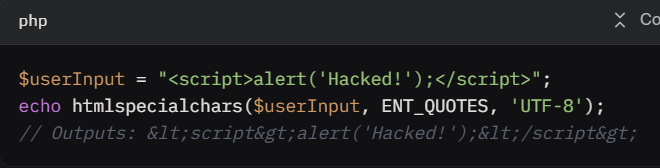 php
Co
$userInput = "<script>alert('Hacked!');</script>";
echo htmlspecialchars($userInput, ENT_QUOTES, 'UTF-8');
// Outputs: &lt;script&gt;alert('Hacked!');&lt;/script&gt;